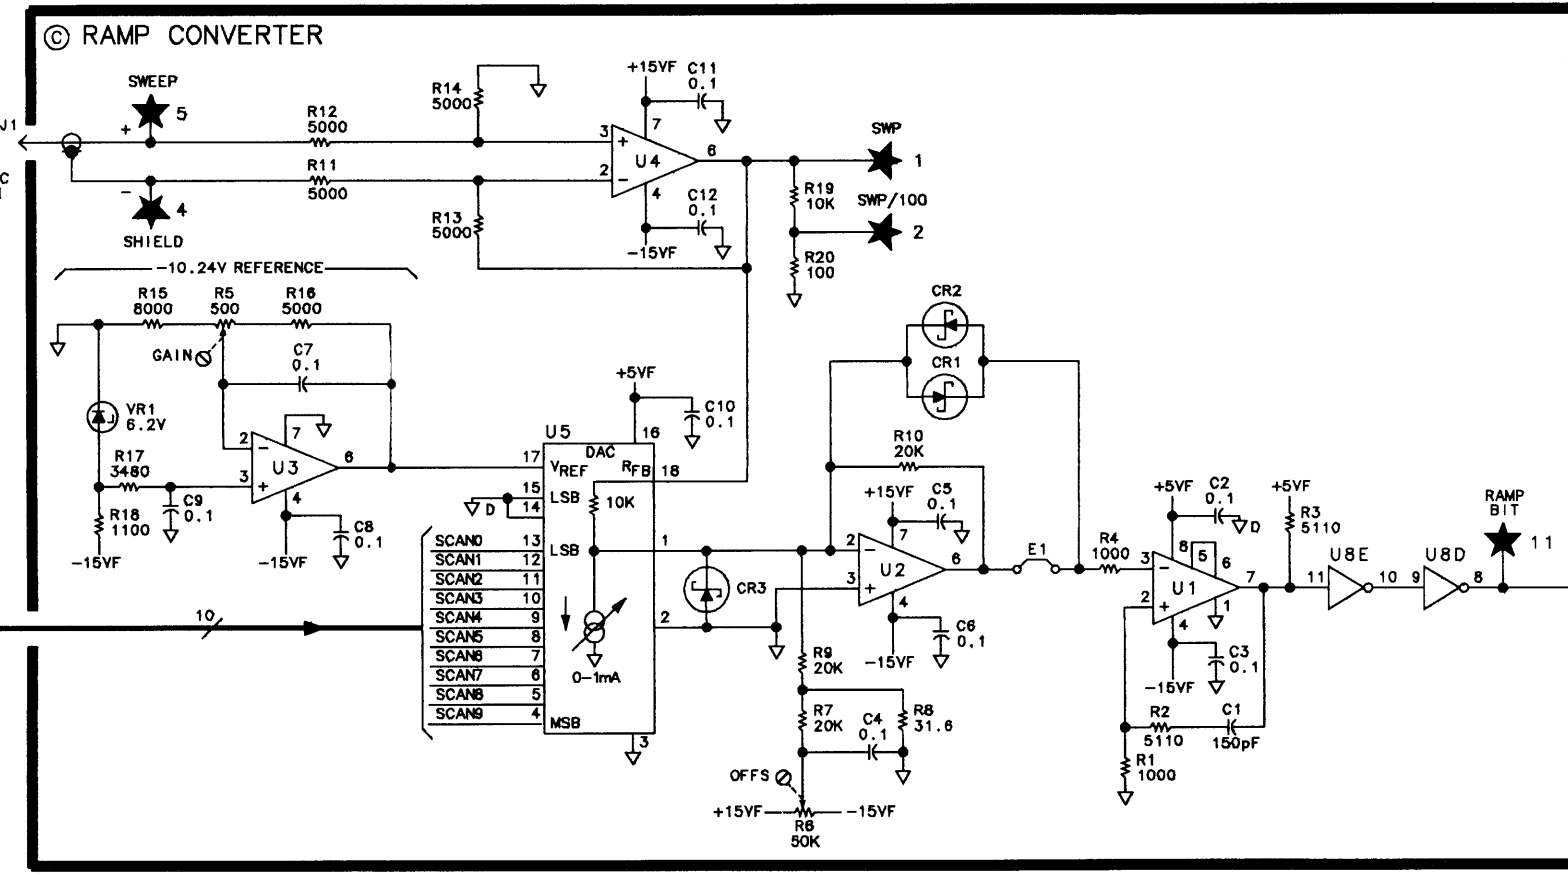 Ⓒ RAMP CONVERTER
J1
C
SWEEP
5
+
R12
5000
R14
5000
R11
5000
-
4
SHIELD
R13
5000
+15VF
C11
0.1
7
3
+
U4
6
2
-
4
C12
0.1
-15VF
SWP
1
R19
10K
SWP/100
2
R20
100
-10.24V REFERENCE
R15
8000
R5
500
R16
5000
GAIN
C7
0.1
VR1
6.2V
R17
3480
2
-
7
U3
6
3
+
4
C9
0.1
R18
1100
-15VF
C8
0.1
-15VF
+5VF
C10
0.1
16
U5
DAC
17
VREF
RFB
18
15
LSB
14
D
10K
SCAN0
13
LSB
1
SCAN1
12
SCAN2
11
SCAN3
10
SCAN4
9
SCAN5
8
SCAN6
7
SCAN7
6
SCAN8
5
SCAN9
4
MSB
10
2
0-1mA
3
CR3
CR2
CR1
R10
20K
+15VF
C5
0.1
7
2
-
U2
6
3
+
4
C6
0.1
-15VF
R9
20K
R7
20K
C4
0.1
R8
31.6
OFFS
+15VF
-15VF
R6
50K
E1
R4
1000
+5VF
C2
0.1
D
8
5
6
3
-
U1
7
2
+
1
4
C3
0.1
-15VF
R2
5110
C1
150pF
R1
1000
+5VF
R3
5110
11
U8E
10
9
U8D
8
RAMP
BIT
11